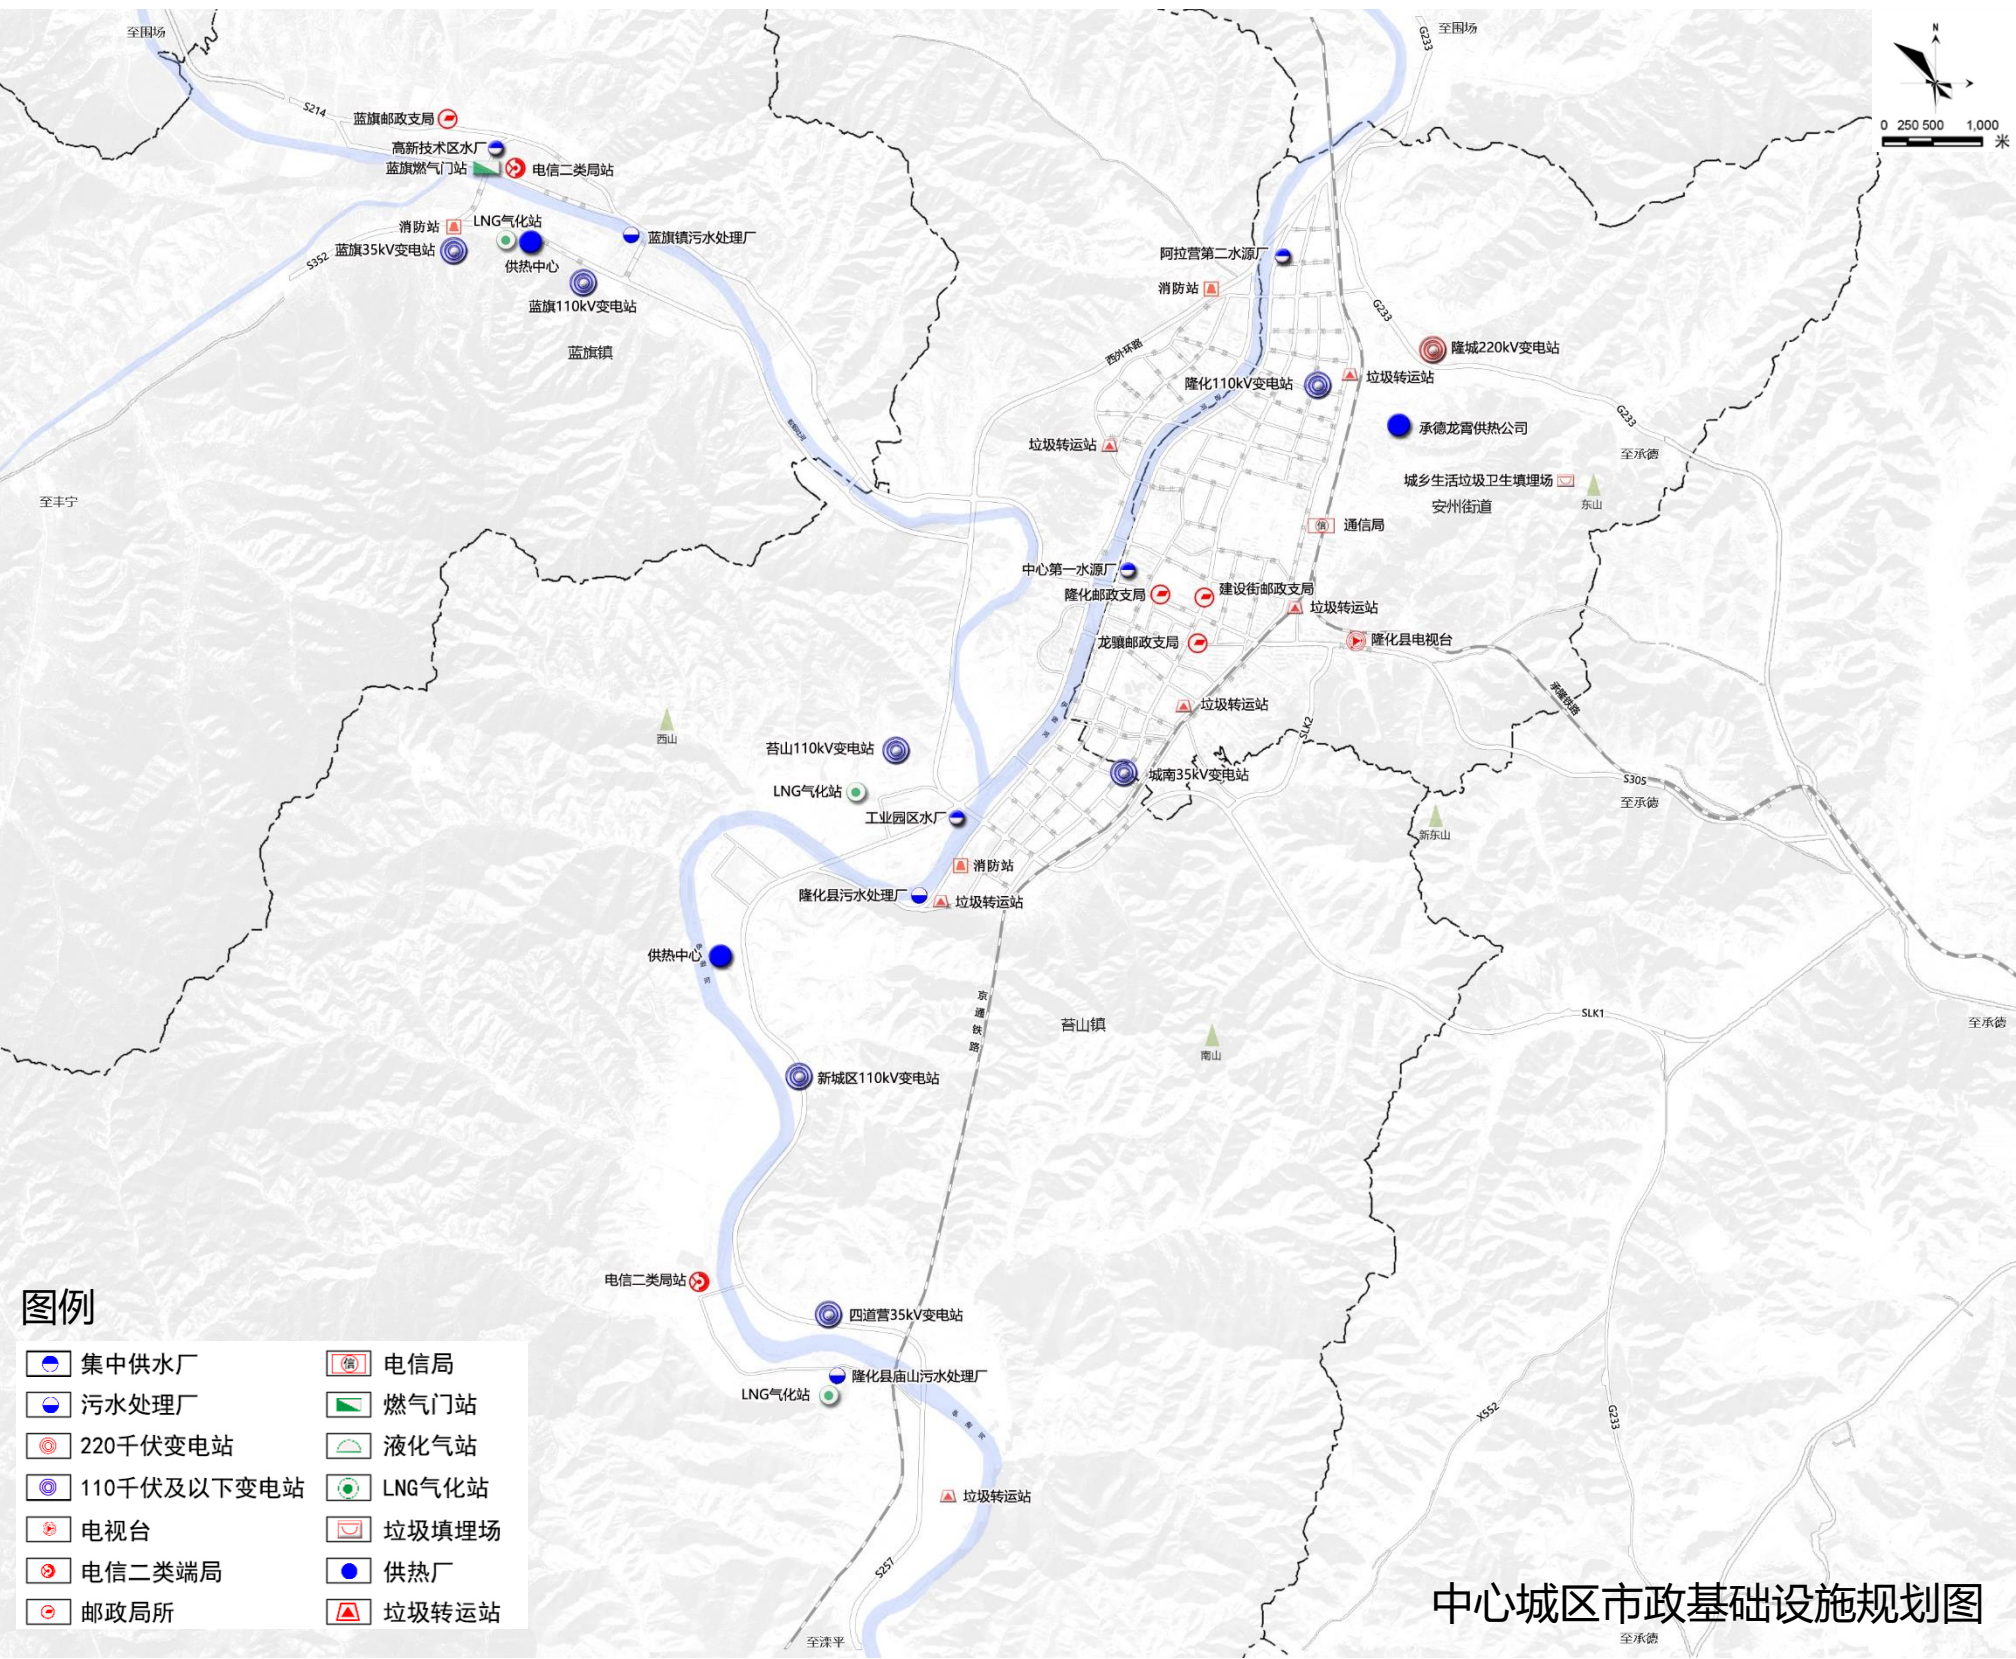 至围场
至围场
G233
N
0 250 500 1,000
米
S214
蓝旗邮政支局
高新技术区水厂
蓝旗燃气门站
电信二类局站
消防站
LNG气化站
蓝旗35kV变电站
供热中心
蓝旗镇污水处理厂
S352
蓝旗110kV变电站
蓝旗镇
阿拉营第二水源厂
消防站
G233
西外环路
隆城220kV变电站
隆化110kV变电站
垃圾转运站
G233
承德龙霄供热公司
垃圾转运站
至承德
城乡生活垃圾卫生填埋场
东山
安州街道
至丰宁
通信局
中心第一水源厂
隆化邮政支局
建设街邮政支局
垃圾转运站
龙骧邮政支局
隆化县电视台
承隆铁路
垃圾转运站
SLK2
西山
苔山110kV变电站
城南35kV变电站
S305
至承德
LNG气化站
工业园区水厂
新东山
消防站
隆化县污水处理厂
垃圾转运站
供热中心
京通铁路
苔山镇
SLK1
至承德
南山
新城区110kV变电站
电信二类局站
四道营35kV变电站
隆化县庙山污水处理厂
LNG气化站
X552
G233
垃圾转运站
S257
至滦平
至承德
图例
集中供水厂
信 电信局
污水处理厂
燃气门站
220千伏变电站
液化气站
110千伏及以下变电站
LNG气化站
电视台
垃圾填埋场
电信二类端局
供热厂
邮政局所
垃圾转运站
中心城区市政基础设施规划图